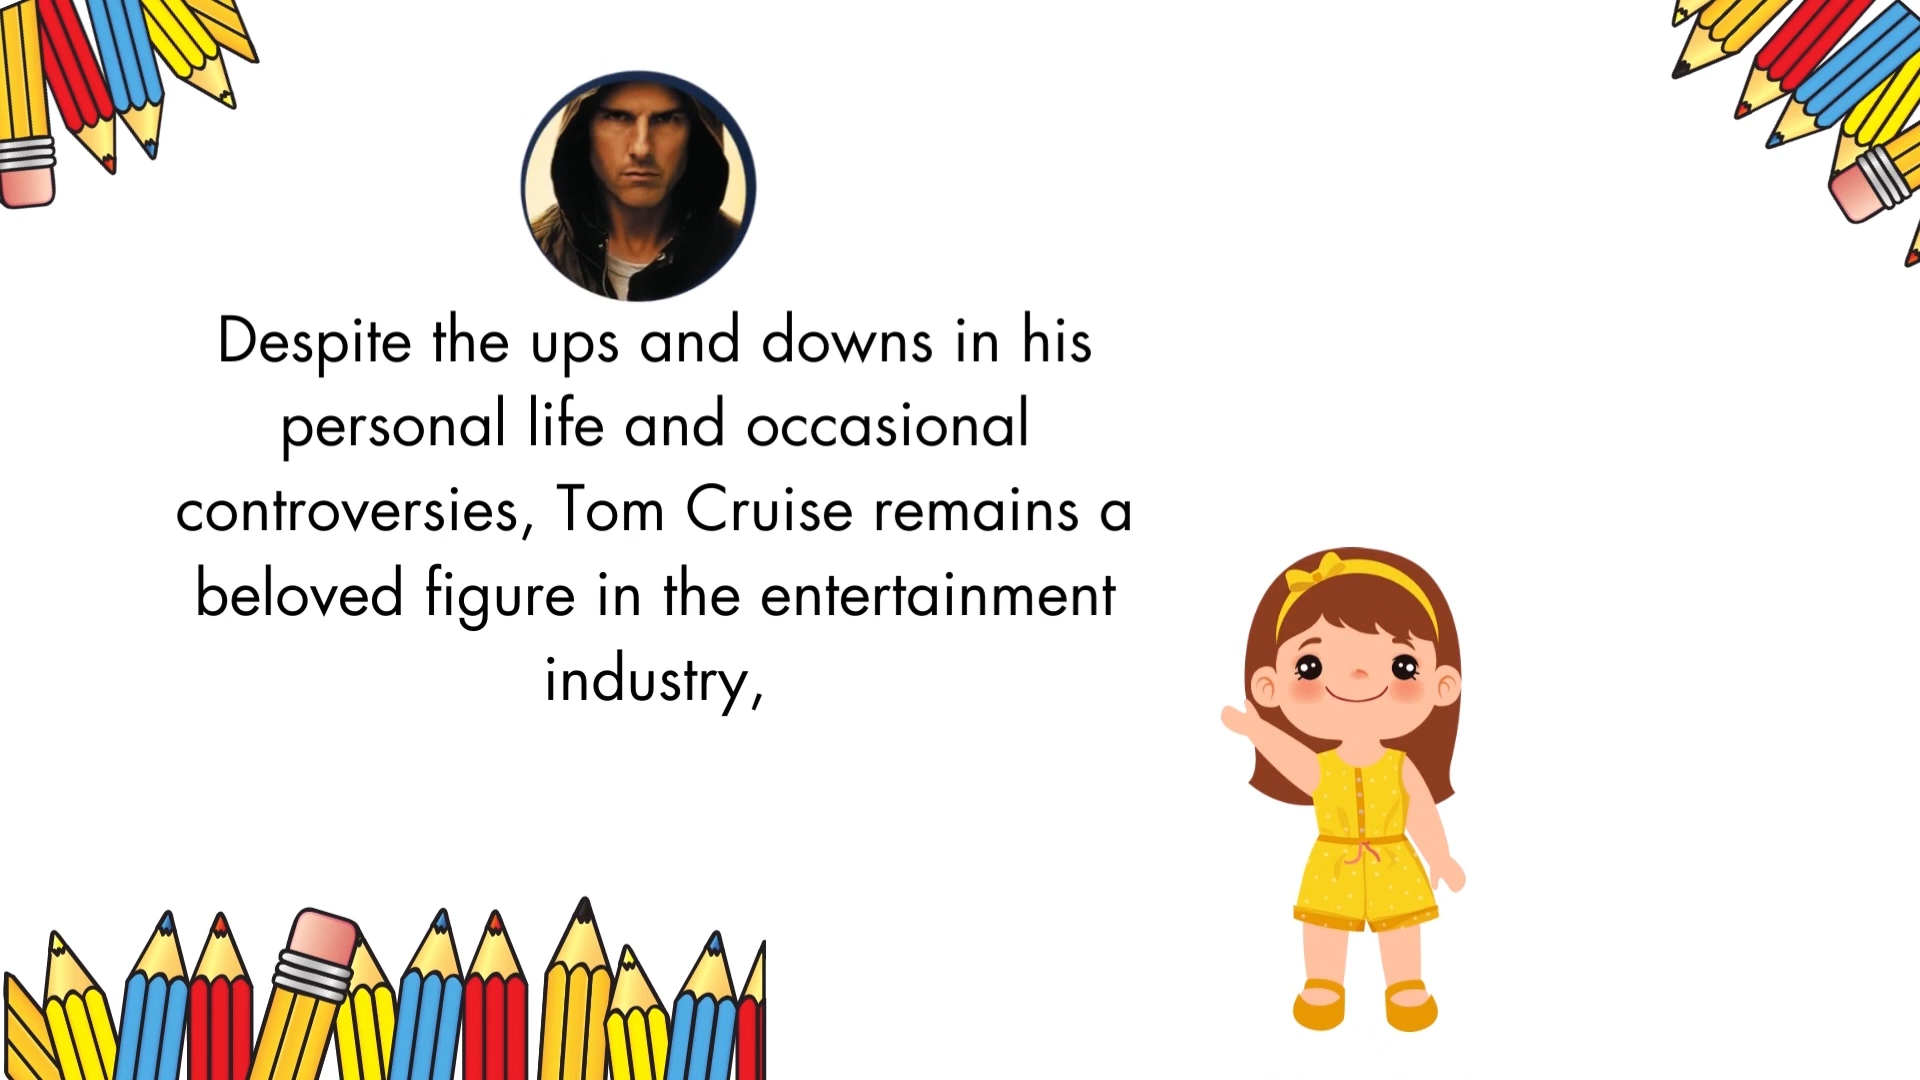 Despite the ups and downs in his
personal life and occasional
controversies, Tom Cruise remains a
beloved figure in the entertainment
industry,